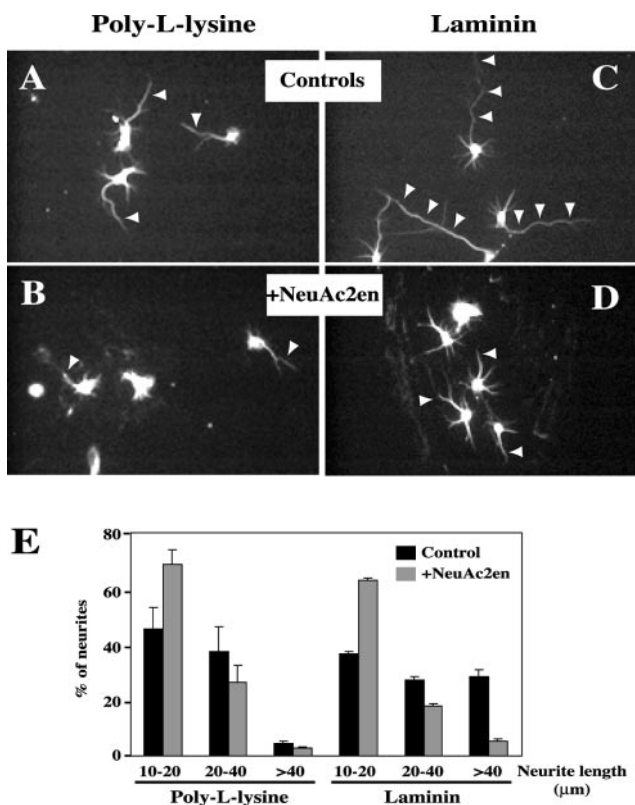 Poly-L-lysine Laminin
A Controls C
B +NeuAc2en D
E
80
60
40
20
0
% of neurites
Control
+NeuAc2en
10-20 20-40 >40 10-20 20-40 >40 Neurite length
Poly-L-lysine Laminin (μm)